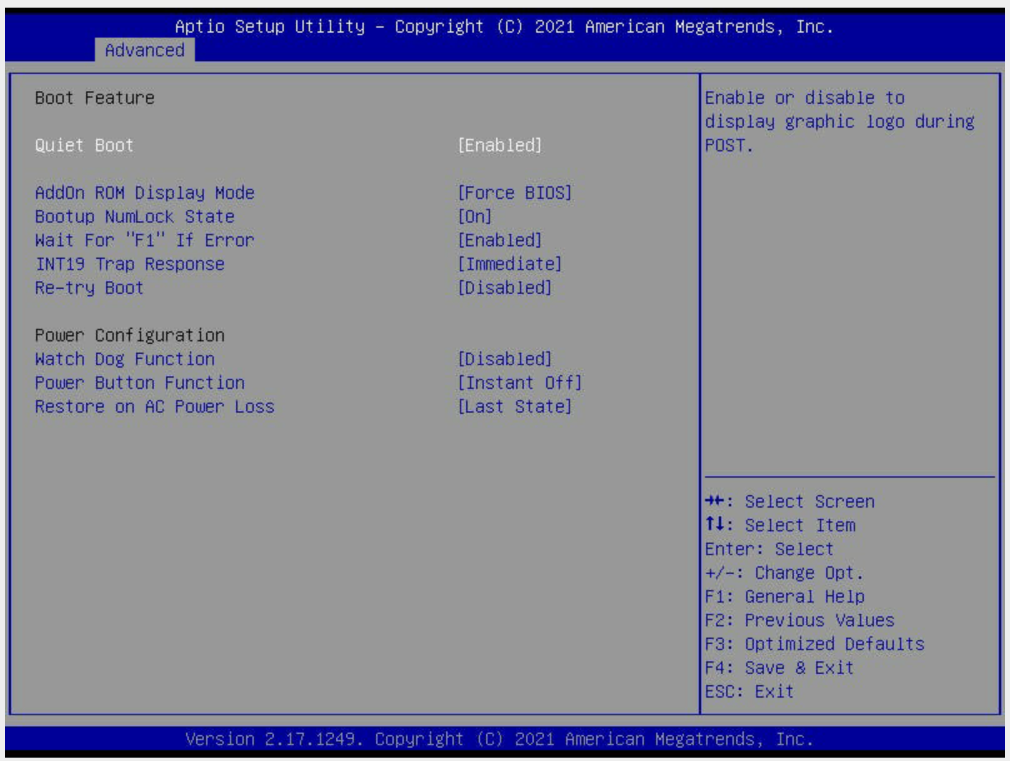 Aptio Setup Utility – Copyright (C) 2021 American Megatrends, Inc.
Advanced
Boot Feature
Quiet Boot [Enabled]
AddOn ROM Display Mode [Force BIOS]
Bootup NumLock State [On]
Wait For "F1" If Error [Enabled]
INT19 Trap Response [Immediate]
Re-try Boot [Disabled]
Power Configuration
Watch Dog Function [Disabled]
Power Button Function [Instant Off]
Restore on AC Power Loss [Last State]
Enable or disable to
display graphic logo during
POST.
→←: Select Screen
↑↓: Select Item
Enter: Select
+/-: Change Opt.
F1: General Help
F2: Previous Values
F3: Optimized Defaults
F4: Save & Exit
ESC: Exit
Version 2.17.1249. Copyright (C) 2021 American Megatrends, Inc.